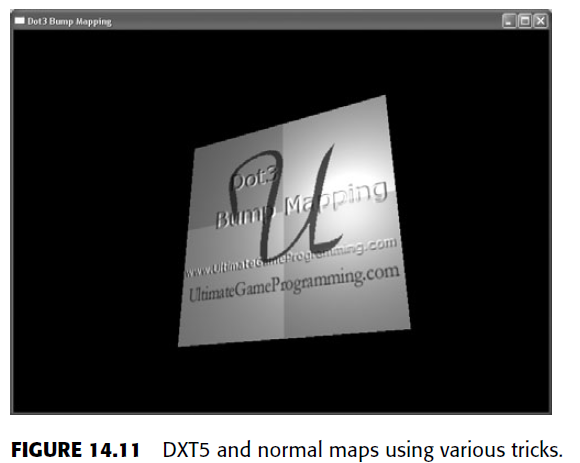 Dot3 Bump Mapping
Dot3
U
Bump Mapping
www.UltimateGameProgramming.com
UltimateGameProgramming.com
FIGURE 14.11 DXT5 and normal maps using various tricks.